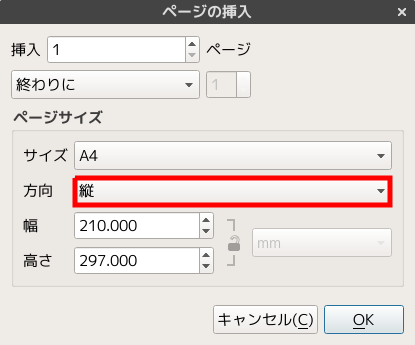 ページの挿入
挿入 1 ページ
終わりに 1
ページサイズ
サイズ A4
方向 縦
幅 210.000
mm
高さ 297.000
キャンセル(C) OK